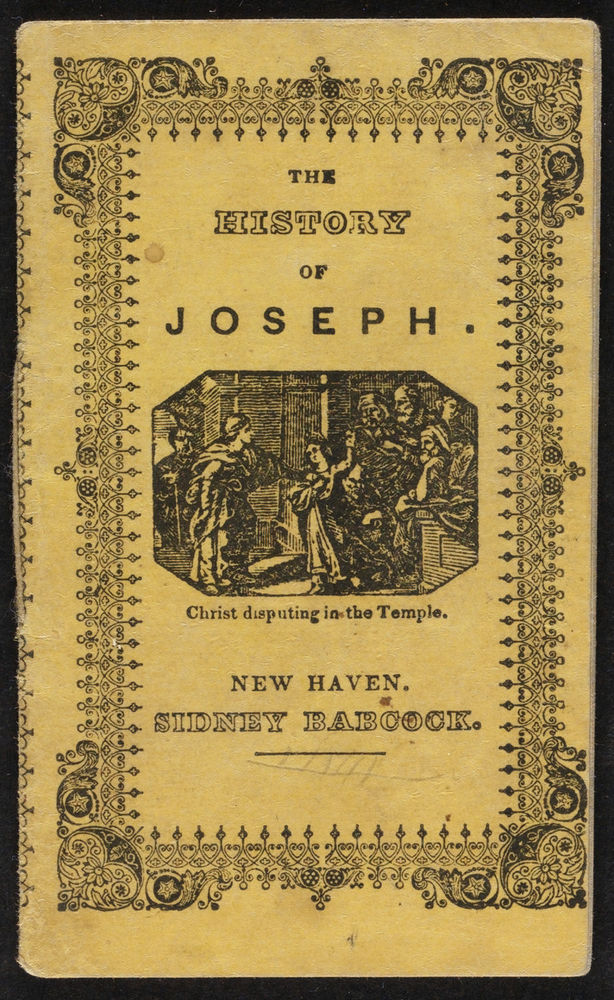 THE
HISTORY
OF
JOSEPH.
Christ disputing in the Temple.
NEW HAVEN.
SIDNEY BABCOCK.